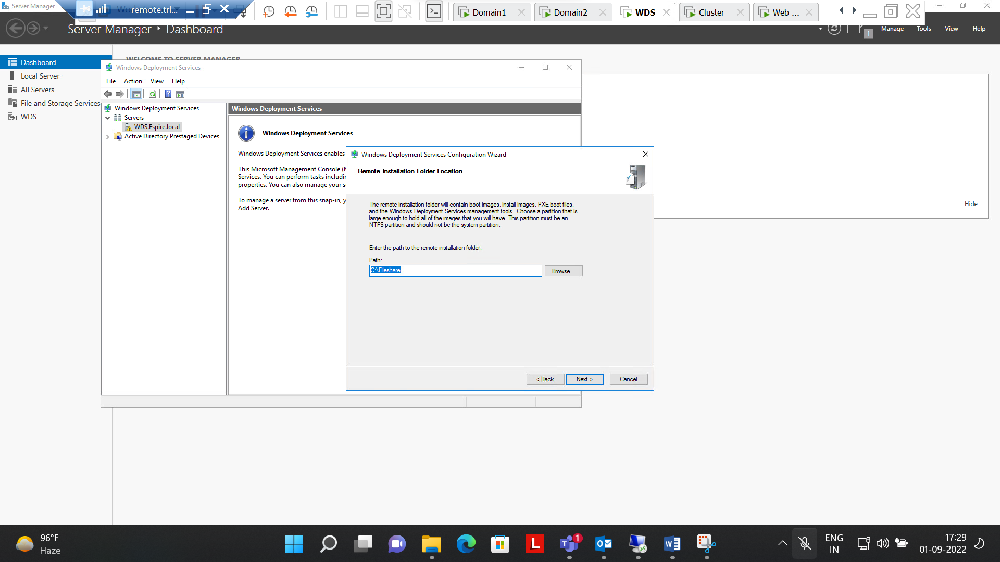 Server Manager
remote.trl...
Domain1
Domain2
WDS
Cluster
Web ...
Server Manager
Dashboard
1
Manage
Tools
View
Help
WELCOME TO SERVER MANAGER
Dashboard
Local Server
All Servers
File and Storage Services
WDS
Windows Deployment Services
File
Action
View
Help
Windows Deployment Services
Servers
WDS.Espire.local
Active Directory Prestaged Devices
Windows Deployment Services
Windows Deployment Services
Windows Deployment Services enables
This Microsoft Management Console (
Services. You can perform tasks includi
properties. You can also manage your s
To manage a server from this snap-in,
Add Server.
Windows Deployment Services Configuration Wizard
Remote Installation Folder Location
The remote installation folder will contain boot images, install images, PXE boot files,
and the Windows Deployment Services management tools. Choose a partition that is
large enough to hold all of the images that you will have. This partition must be an
NTFS partition and should not be the system partition.
Enter the path to the remote installation folder.
Path:
C:\Fileshare
Browse...
< Back
Next >
Cancel
Hide
96°F
Haze
L
1
ENG
IN
17:29
01-09-2022